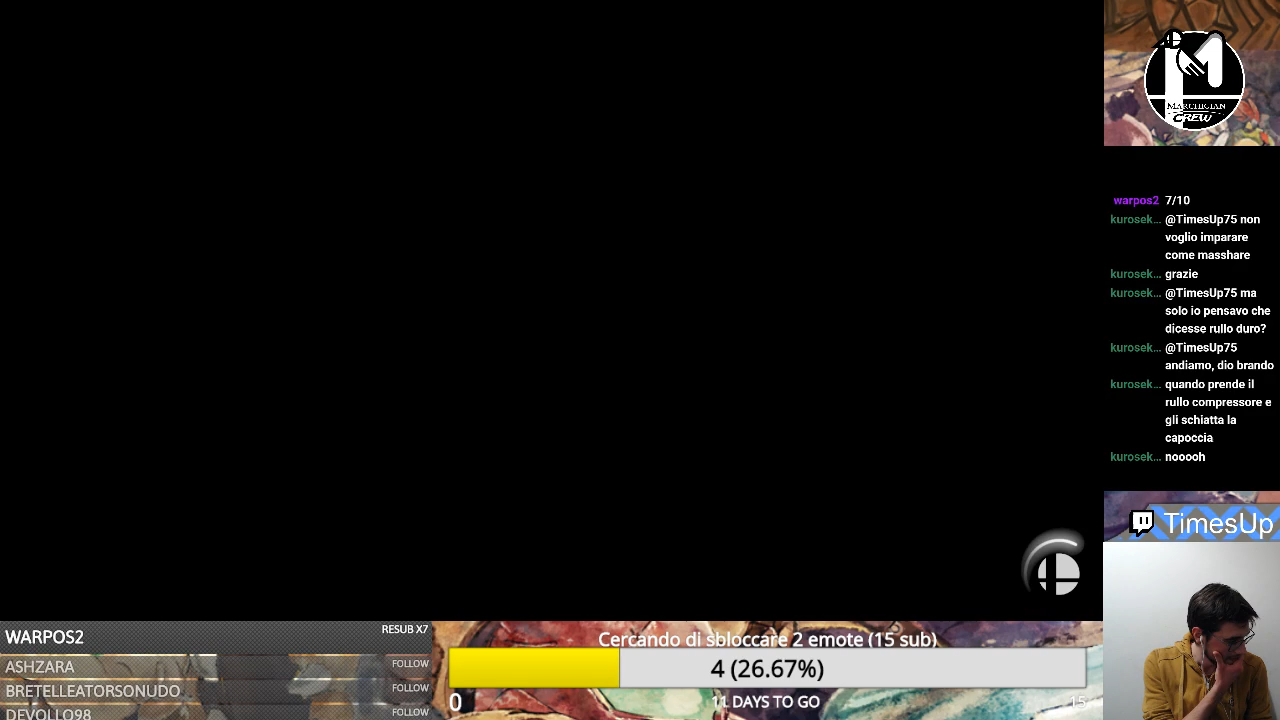 MARCHIGIAN
CREW
warpos2 7/10
kurosek... @TimesUp75 non
voglio imparare
come masshare
kurosek... grazie
kurosek... @TimesUp75 ma
solo io pensavo che
dicesse rullo duro?
kurosek... @TimesUp75
andiamo, dio brando
kurosek... quando prende il
rullo compressore e
gli schiatta la
capoccia
kurosek... nooooh
TimesUp
WARPOS2 RESUB X7
ASHZARA FOLLOW
BRETELLEATORSONUDO FOLLOW
DEVOLLO98 FOLLOW
Cercando di sbloccare 2 emote (15 sub)
4 (26.67%)
0 11 DAYS TO GO 15